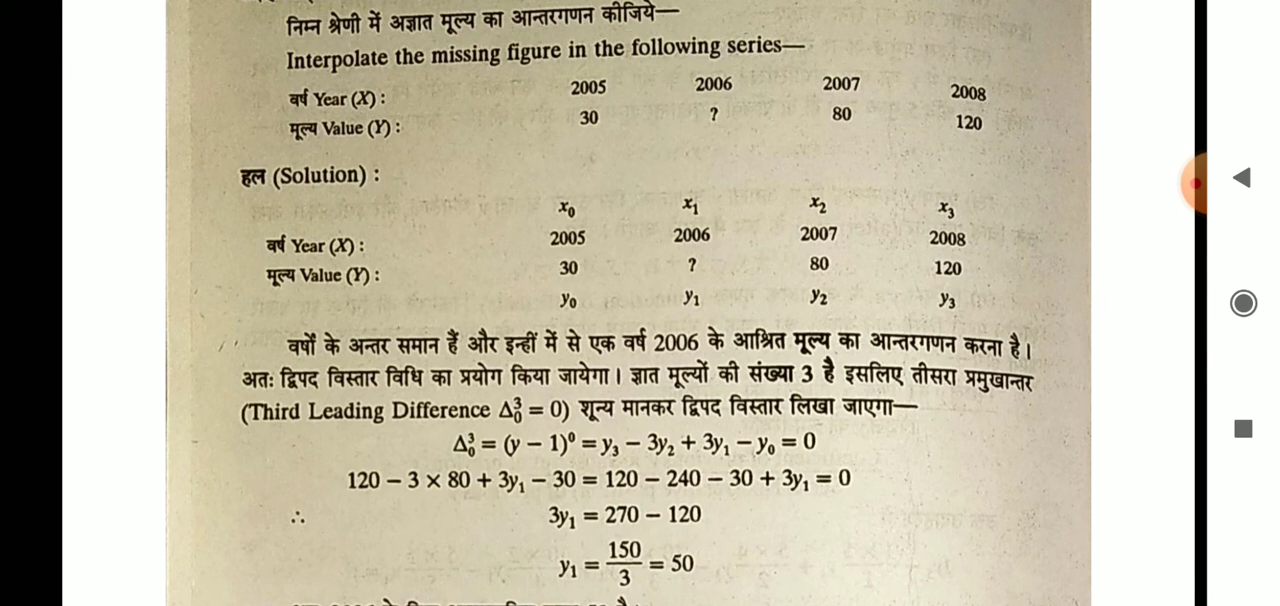 निम्न श्रेणी में अज्ञात मूल्य का आन्तरगणन कीजिये—
Interpolate the missing figure in the following series—
वर्ष Year (X) : 2005 2006 2007 2008
मूल्य Value (Y) : 30 ? 80 120
हल (Solution) :
x₀ x₁ x₂ x₃
वर्ष Year (X) : 2005 2006 2007 2008
मूल्य Value (Y) : 30 ? 80 120
y₀ y₁ y₂ y₃
वर्षों के अन्तर समान हैं और इन्हीं में से एक वर्ष 2006 के आश्रित मूल्य का आन्तरगणन करना है।
अतः द्विपद विस्तार विधि का प्रयोग किया जायेगा। ज्ञात मूल्यों की संख्या 3 है इसलिए तीसरा प्रमुखान्तर
(Third Leading Difference Δ³₀ = 0) शून्य मानकर द्विपद विस्तार लिखा जाएगा—
Δ³₀ = (y – 1)⁰ = y₃ – 3y₂ + 3y₁ – y₀ = 0
120 – 3 × 80 + 3y₁ – 30 = 120 – 240 – 30 + 3y₁ = 0
∴ 3y₁ = 270 – 120
y₁ = 150/3 = 50